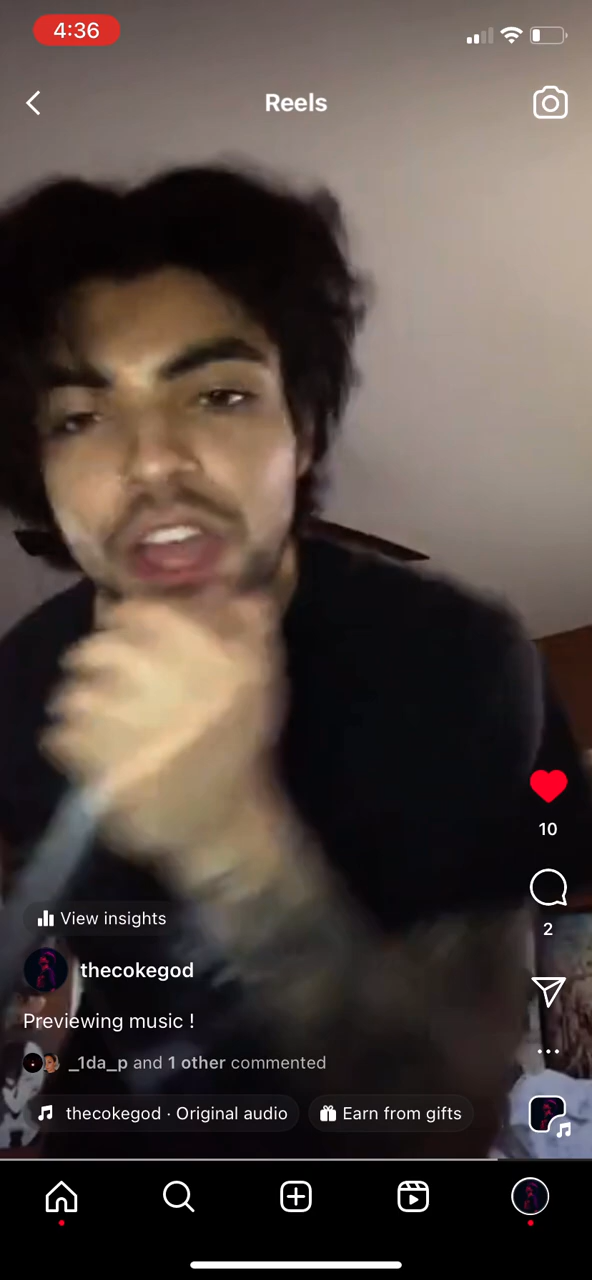 4:36
Reels
10
2
View insights
thecokegod
Previewing music !
_1da_p and 1 other commented
thecokegod · Original audio
Earn from gifts